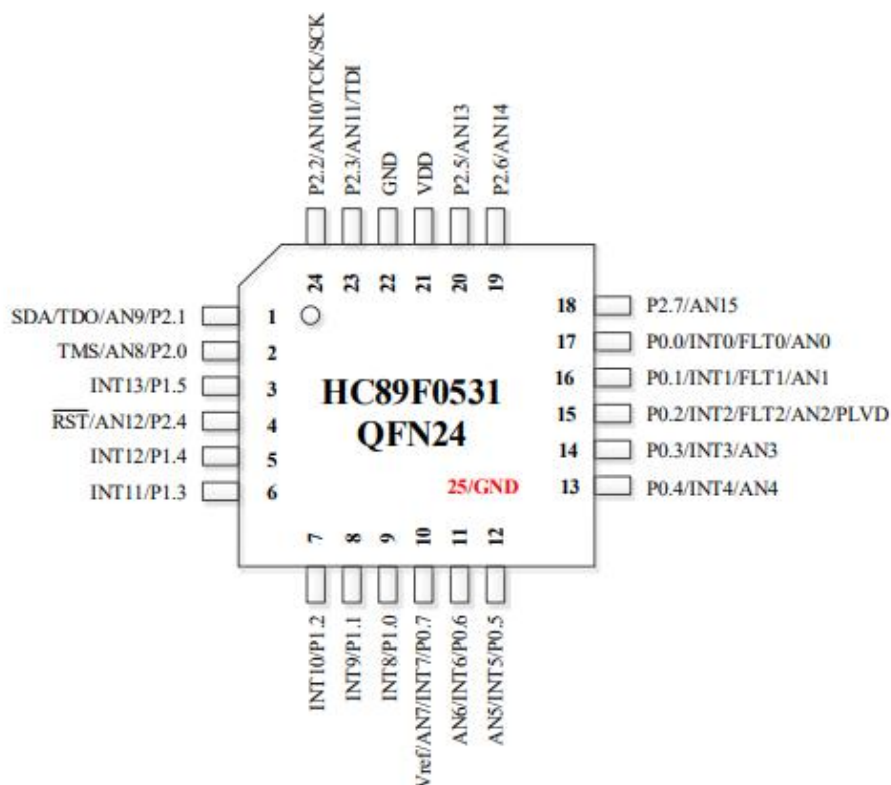 P2.2/AN10/TCK/SCK
P2.3/AN11/TDI
GND
VDD
P2.5/AN13
P2.6/AN14
24
23
22
21
20
19
SDA/TDO/AN9/P2.1
1
TMS/AN8/P2.0
2
INT13/P1.5
3
RST/AN12/P2.4
4
INT12/P1.4
5
INT11/P1.3
6
HC89F0531
QFN24
25/GND
18
P2.7/AN15
17
P0.0/INT0/FLT0/AN0
16
P0.1/INT1/FLT1/AN1
15
P0.2/INT2/FLT2/AN2/PLVD
14
P0.3/INT3/AN3
13
P0.4/INT4/AN4
7
8
9
10
11
12
INT10/P1.2
INT9/P1.1
INT8/P1.0
Vref/AN7/INT7/P0.7
AN6/INT6/P0.6
AN5/INT5/P0.5